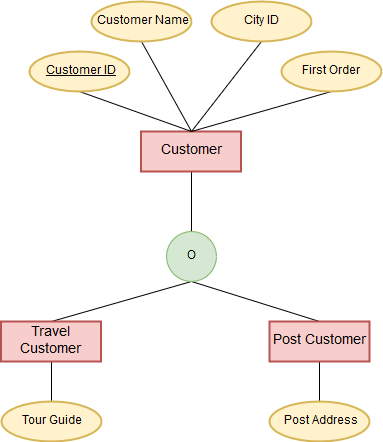 Customer Name
City ID
Customer ID
First Order
Customer
O
Travel
Customer
Post Customer
Tour Guide
Post Address